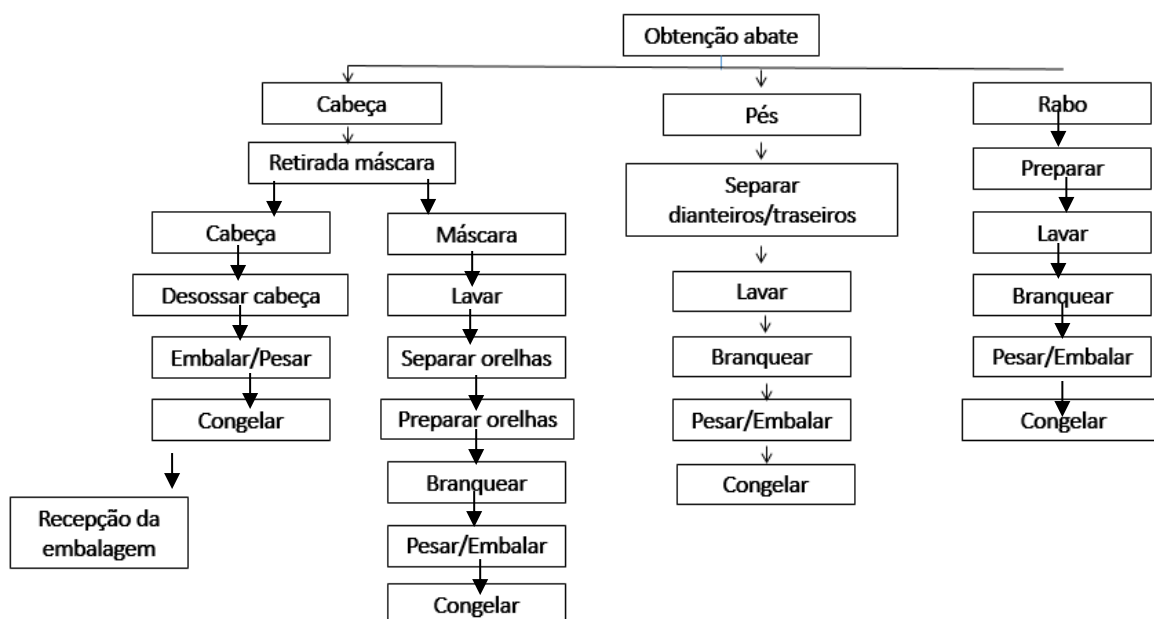 Obtenção abate
Cabeça
Retirada máscara
Cabeça
Desossar cabeça
Embalar/Pesar
Congelar
Recepção da
embalagem
Máscara
Lavar
Separar orelhas
Preparar orelhas
Branquear
Pesar/Embalar
Congelar
Pés
Separar
dianteiros/traseiros
Lavar
Branquear
Pesar/Embalar
Congelar
Rabo
Preparar
Lavar
Branquear
Pesar/Embalar
Congelar